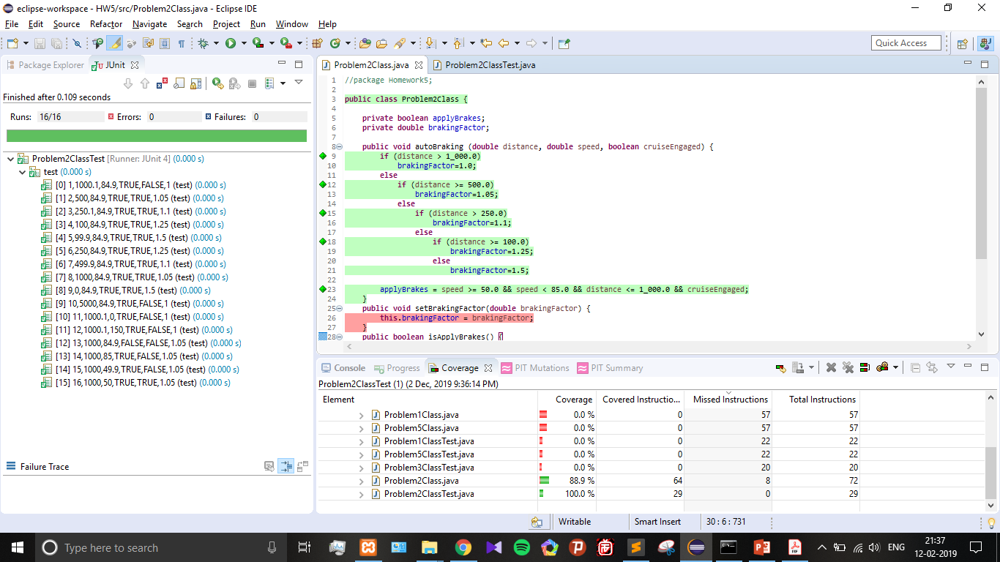 eclipse-workspace - HW5/src/Problem2Class.java - Eclipse IDE
File Edit Source Refactor Navigate Search Project Run Window Help
Quick Access
Package Explorer JUnit
Finished after 0.109 seconds
Runs: 16/16 Errors: 0 Failures: 0
Problem2ClassTest [Runner: JUnit 4] (0.000 s)
test (0.000 s)
[0] 1,1000.1,84.9,TRUE,FALSE,1 (test) (0.000 s)
[1] 2,500,84.9,TRUE,TRUE,1.05 (test) (0.000 s)
[2] 3,250.1,84.9,TRUE,TRUE,1.1 (test) (0.000 s)
[3] 4,100,84.9,TRUE,TRUE,1.25 (test) (0.000 s)
[4] 5,99.9,84.9,TRUE,TRUE,1.5 (test) (0.000 s)
[5] 6,250,84.9,TRUE,TRUE,1.25 (test) (0.000 s)
[6] 7,499.9,84.9,TRUE,TRUE,1.1 (test) (0.000 s)
[7] 8,1000,84.9,TRUE,TRUE,1.05 (test) (0.000 s)
[8] 9,0,84.9,TRUE,TRUE,1.5 (test) (0.000 s)
[9] 10,5000,84.9,TRUE,FALSE,1 (test) (0.000 s)
[10] 11,1000.1,0,TRUE,FALSE,1 (test) (0.000 s)
[11] 12,1000.1,150,TRUE,FALSE,1 (test) (0.000 s)
[12] 13,1000,84.9,FALSE,FALSE,1.05 (test) (0.000 s)
[13] 14,1000,85,TRUE,FALSE,1.05 (test) (0.000 s)
[14] 15,1000,49.9,TRUE,FALSE,1.05 (test) (0.000 s)
[15] 16,1000,50,TRUE,TRUE,1.05 (test) (0.000 s)
Failure Trace
Problem2Class.java Problem2ClassTest.java
1 //package Homework5;
2
3 public class Problem2Class {
4
5 private boolean applyBrakes;
6 private double brakingFactor;
7
8 public void autoBraking (double distance, double speed, boolean cruiseEngaged) {
9 if (distance > 1_000.0)
10 brakingFactor=1.0;
11 else
12 if (distance >= 500.0)
13 brakingFactor=1.05;
14 else
15 if (distance > 250.0)
16 brakingFactor=1.1;
17 else
18 if (distance >= 100.0)
19 brakingFactor=1.25;
20 else
21 brakingFactor=1.5;
22
23 applyBrakes = speed >= 50.0 && speed < 85.0 && distance <= 1_000.0 && cruiseEngaged;
24 }
25 public void setBrakingFactor(double brakingFactor) {
26 this.brakingFactor = brakingFactor;
27 }
28 public boolean isApplyBrakes() {
Console Progress Coverage PIT Mutations PIT Summary
Problem2ClassTest (1) (2 Dec, 2019 9:36:14 PM)
Element Coverage Covered Instructio... Missed Instructions Total Instructions
Problem1Class.java 0.0 % 0 57 57
Problem5Class.java 0.0 % 0 57 57
Problem1ClassTest.java 0.0 % 0 22 22
Problem5ClassTest.java 0.0 % 0 22 22
Problem3ClassTest.java 0.0 % 0 20 20
Problem2Class.java 88.9 % 64 8 72
Problem2ClassTest.java 100.0 % 29 0 29
Writable Smart Insert 30 : 6 : 731
Type here to search
ENG 21:37
12-02-2019